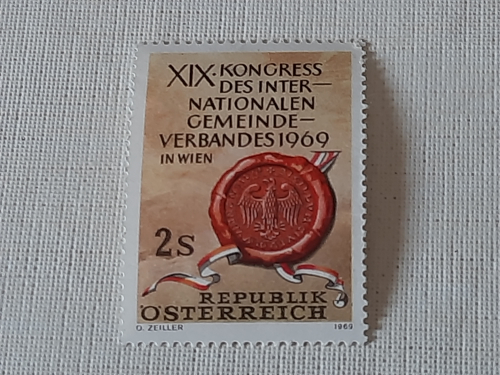 XIX. KONGRESS
DES INTER—
NATIONALEN
GEMEINDE—
VERBANDES 1969
IN WIEN
2S
REPUBLIK
ÖSTERREICH
O. ZEILLER 1969